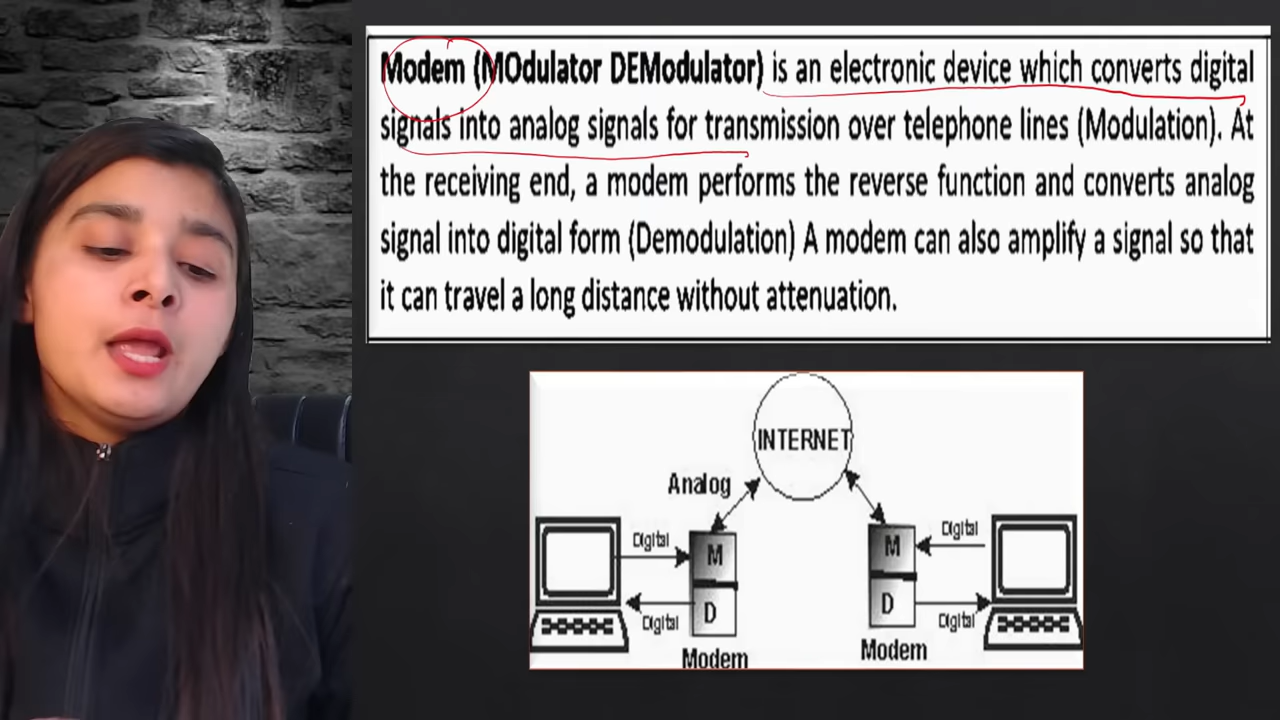 Modem (MOdulator DEModulator) is an electronic device which converts digital
signals into analog signals for transmission over telephone lines (Modulation). At
the receiving end, a modem performs the reverse function and converts analog
signal into digital form (Demodulation) A modem can also amplify a signal so that
it can travel a long distance without attenuation.
INTERNET
Analog
Digital
M
M
Digital
Digital
D
D
Digital
Modem
Modem